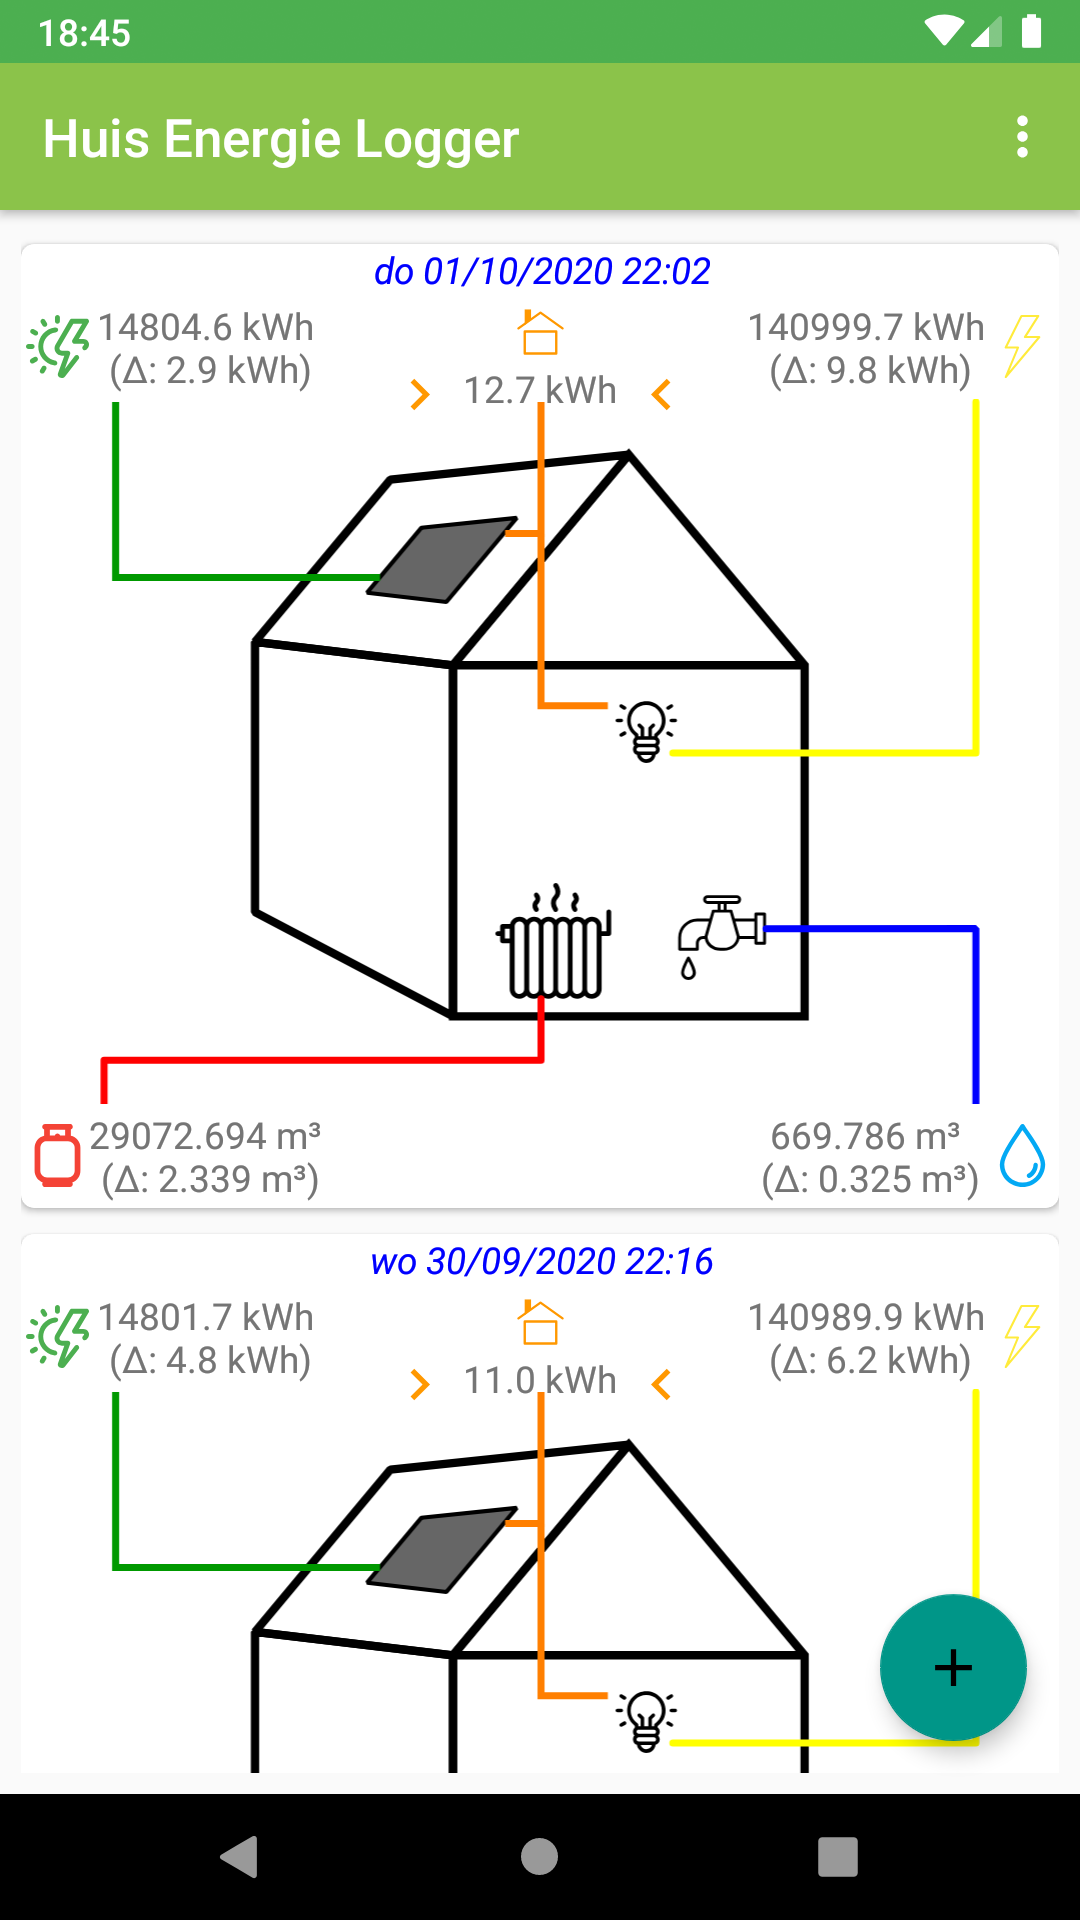 18:45
Huis Energie Logger
do 01/10/2020 22:02
14804.6 kWh
(Δ: 2.9 kWh)
12.7 kWh
140999.7 kWh
(Δ: 9.8 kWh)
29072.694 m³
(Δ: 2.339 m³)
669.786 m³
(Δ: 0.325 m³)
wo 30/09/2020 22:16
14801.7 kWh
(Δ: 4.8 kWh)
11.0 kWh
140989.9 kWh
(Δ: 6.2 kWh)